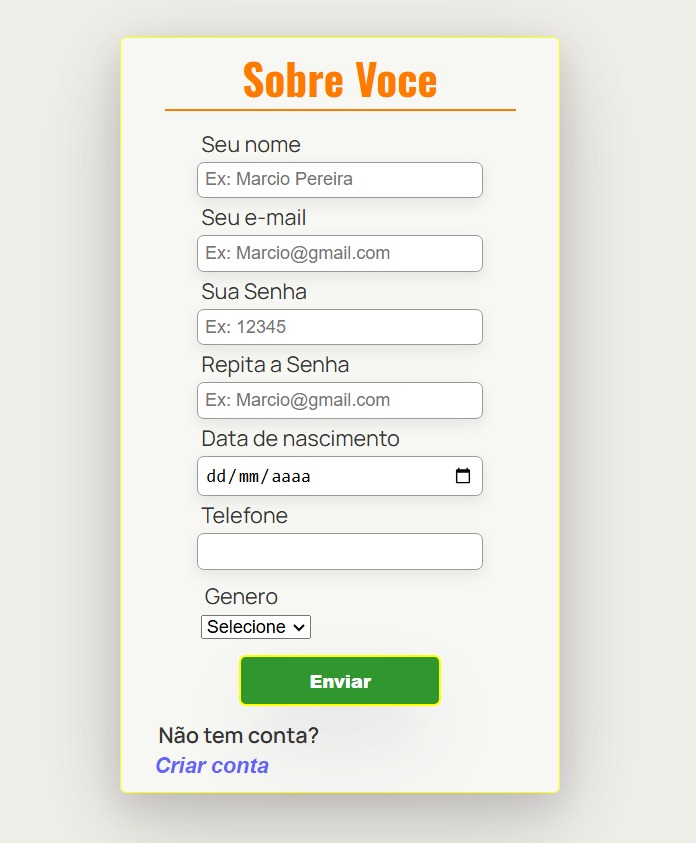 Sobre Voce
Seu nome
Ex: Marcio Pereira
Seu e-mail
Ex: Marcio@gmail.com
Sua Senha
Ex: 12345
Repita a Senha
Ex: Marcio@gmail.com
Data de nascimento
dd/mm/aaaa
Telefone
Genero
Selecione
Enviar
Não tem conta?
Criar conta